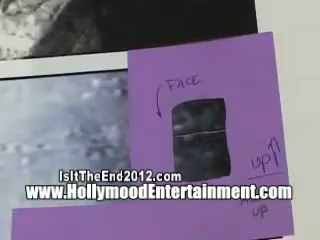 FACE
UP
UP
IsItTheEnd2012.com
www.HollymoodEntertainment.com